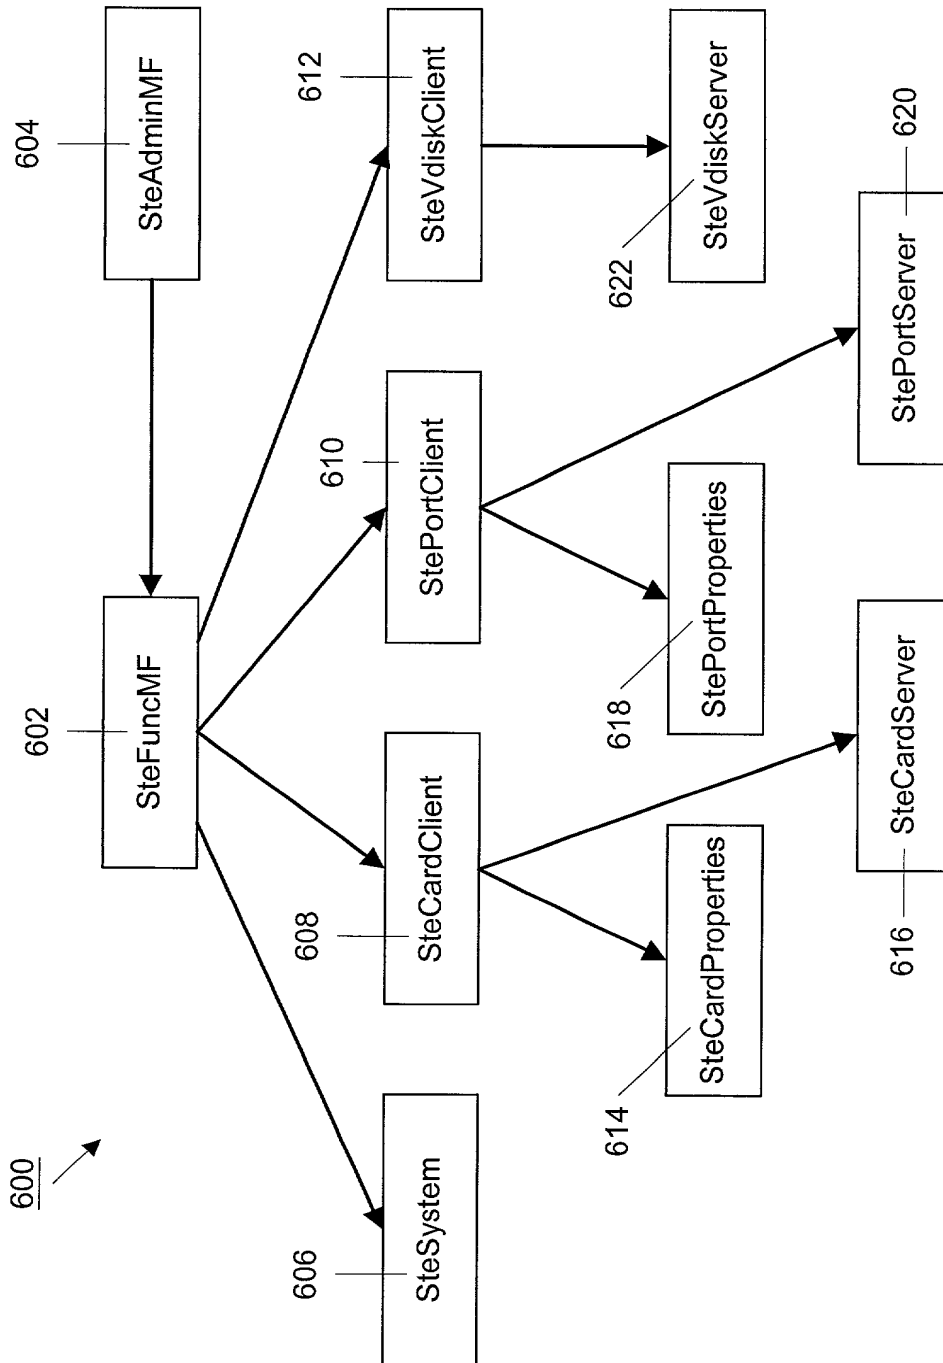 600
602
SteFuncMF
604
SteAdminMF
606
SteSystem
608
SteCardClient
610
StePortClient
612
SteVdiskClient
614
SteCardProperties
618
StePortProperties
622
SteVdiskServer
616
SteCardServer
StePortServer
620